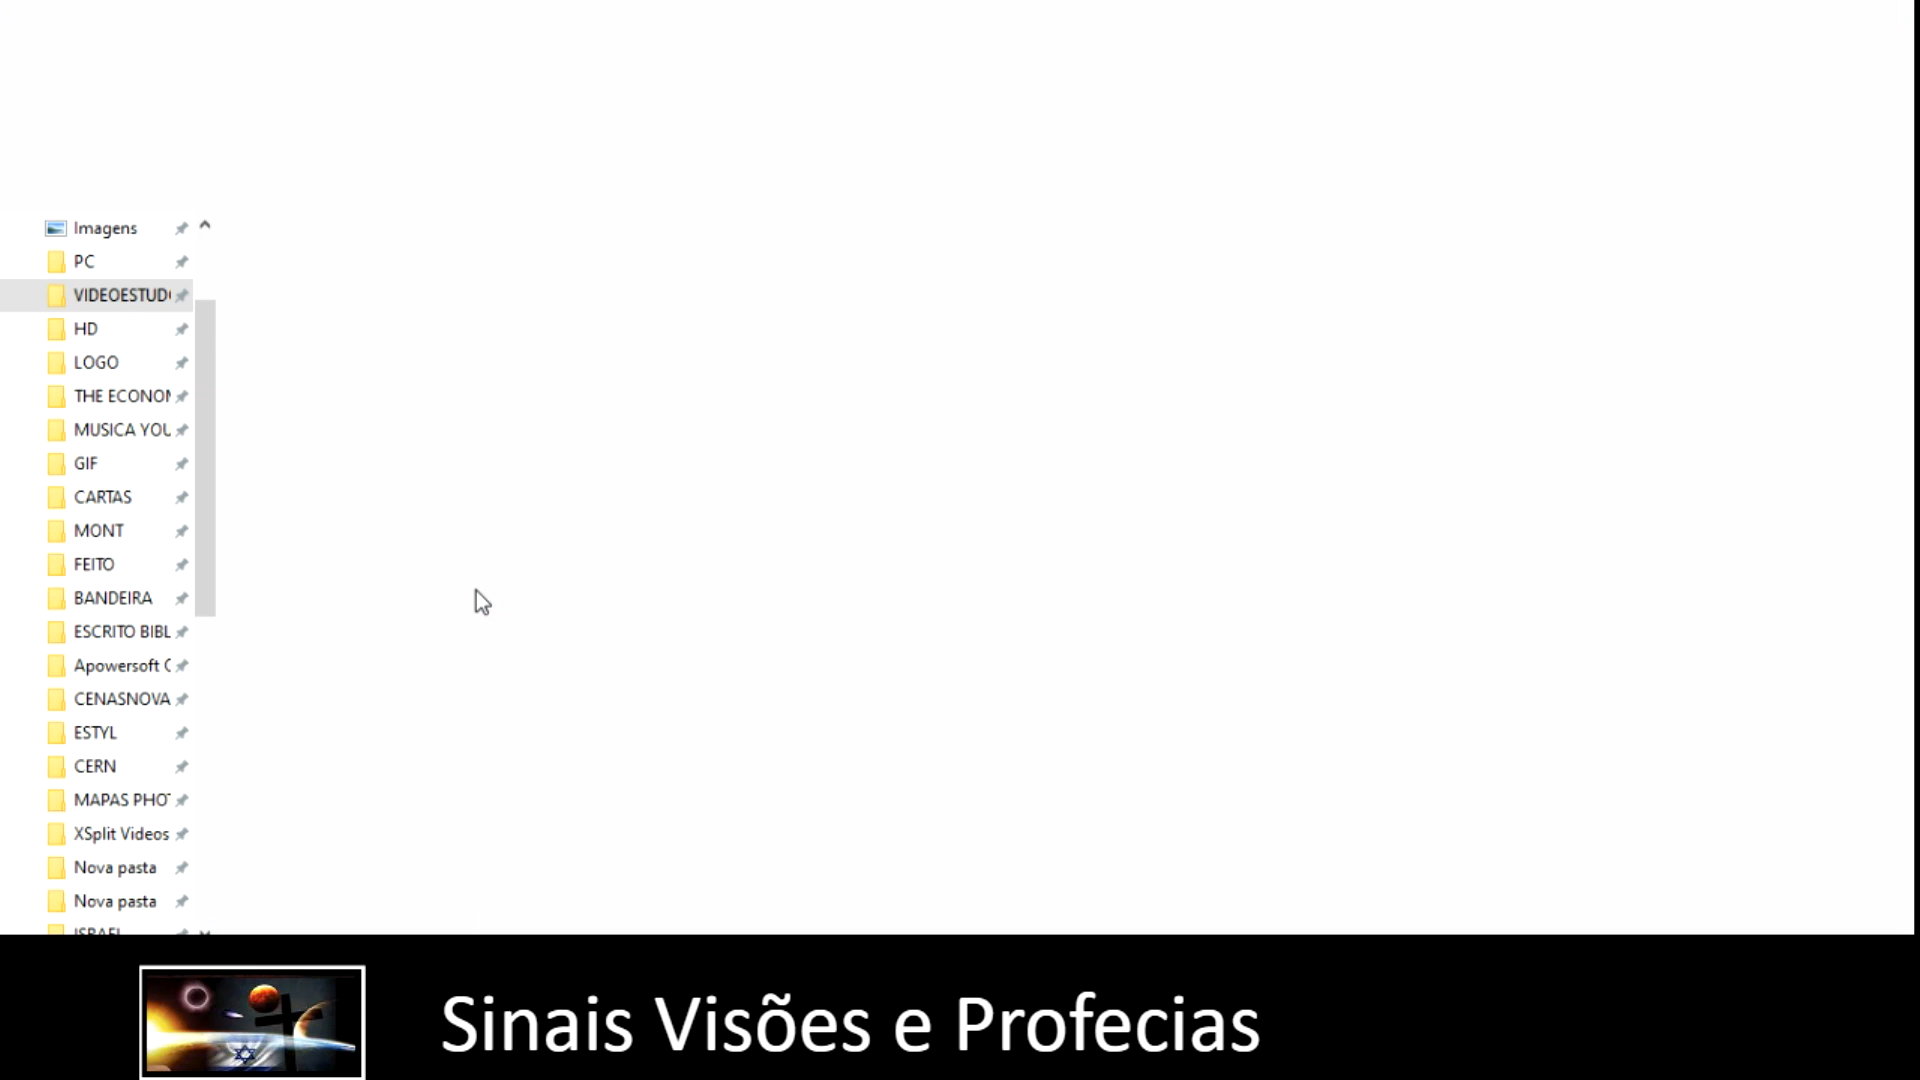 Imagens
PC
VIDEOESTUD
HD
LOGO
THE ECONO
MUSICA YOU
GIF
CARTAS
MONT
FEITO
BANDEIRA
ESCRITO BIBL
Apowersoft
CENASNOVA
ESTYL
CERN
MAPAS PHO
XSplit Videos
Nova pasta
Nova pasta
ISRAEL
Sinais Visões e Profecias